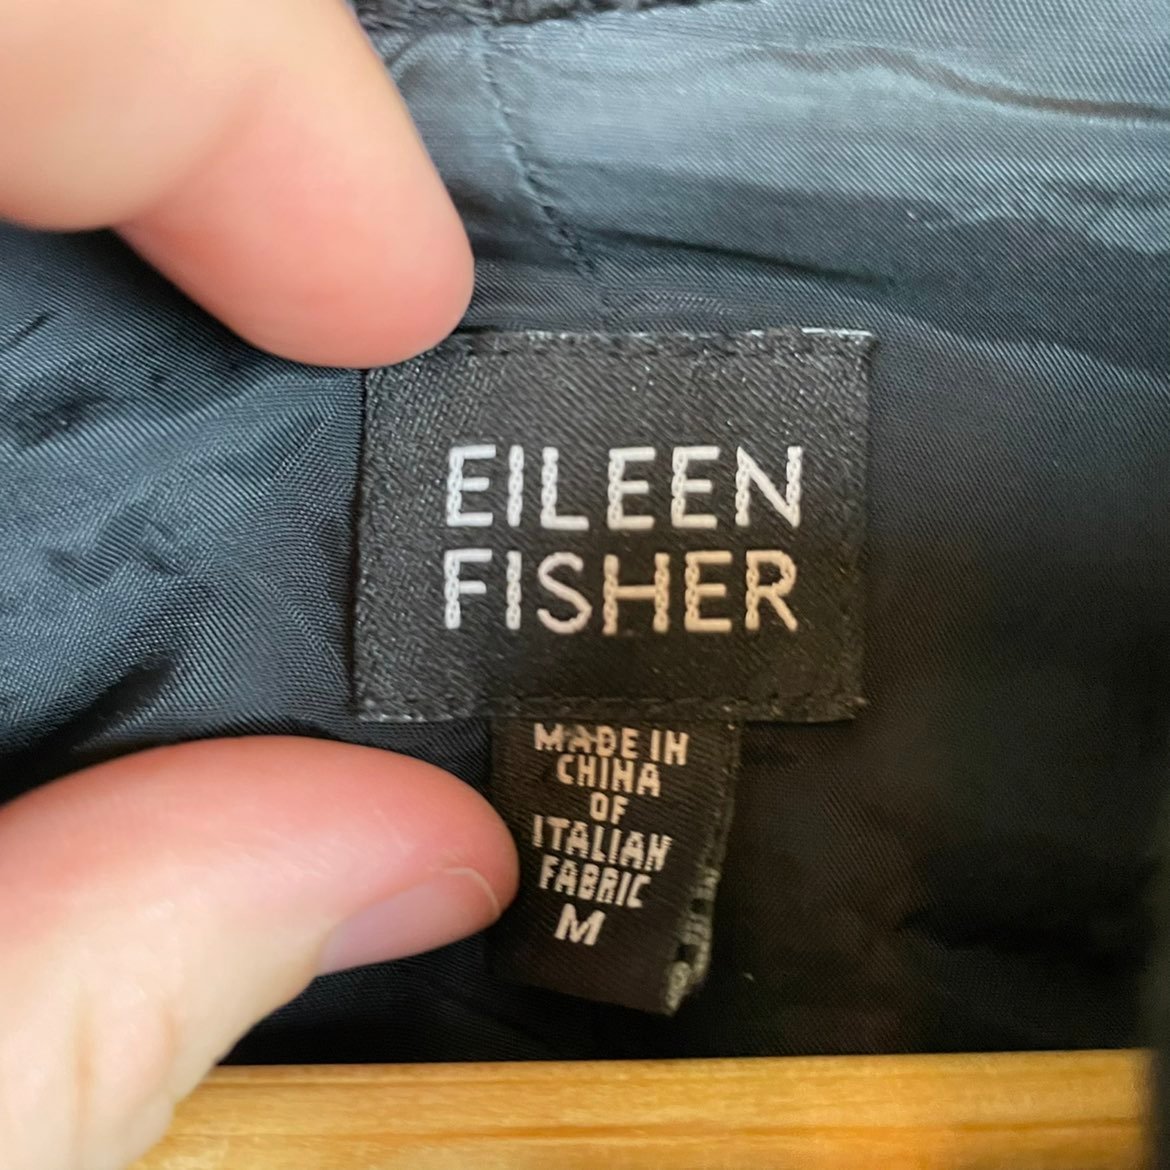 EILEEN
FISHER
MADE IN
CHINA
OF
ITALIAN
FABRIC
M